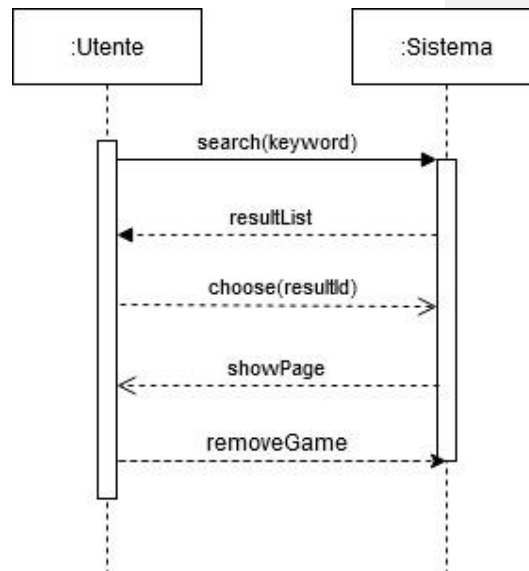 :Utente
:Sistema
search(keyword)
resultList
choose(resultId)
showPage
removeGame